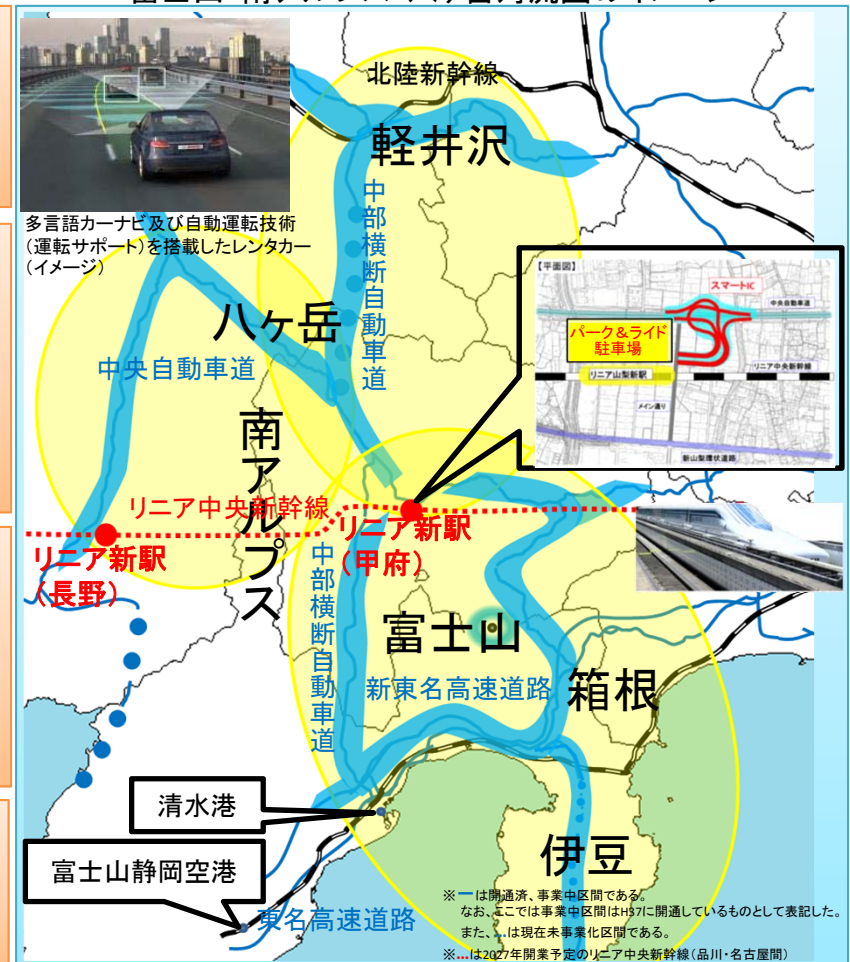 北陸新幹線
軽井沢
中部横断自動車道
多言語カーナビ及び自動運転技術
(運転サポート)を搭載したレンタカー
(イメージ)
【平面図】
スマートIC
中央自動車道
パーク&ライド
駐車場
リニア山梨新駅
リニア中央新幹線
メイン通り
新山梨環状道路
八ヶ岳
中央自動車道
南アルプス
リニア中央新幹線
リニア新駅
(甲府)
リニア新駅
(長野)
中部横断自動車道
富士山
新東名高速道路
箱根
清水港
富士山静岡空港
伊豆
東名高速道路
※ーは開通済、事業中区間である。
なお、ここでは事業中区間はH37に開通しているものとして表記した。
また、...は現在未事業化区間である。
※...は2027年開業予定のリニア中央新幹線(品川・名古屋間)